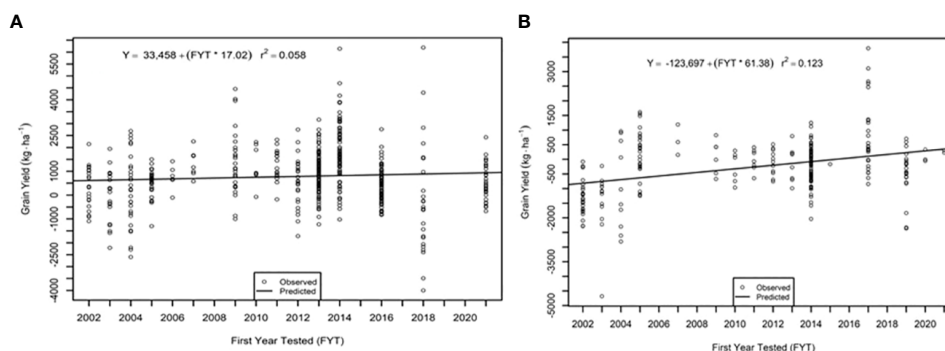 A
Y = 33,458 + (FYT * 17.02) r² = 0.058
Grain Yield (kg · ha⁻¹)
5500
4000
2500
1000
0
-1000
-2500
-4000
2002 2004 2006 2008 2010 2012 2014 2016 2018 2020
First Year Tested (FYT)
Observed
Predicted
B
Y = -123,697 + (FYT * 61.38) r² = 0.123
Grain Yield (kg · ha⁻¹)
3000
1500
500
-500
-2000
-3500
-5000
2002 2004 2006 2008 2010 2012 2014 2016 2018 2020
First Year Tested (FYT)
Observed
Predicted